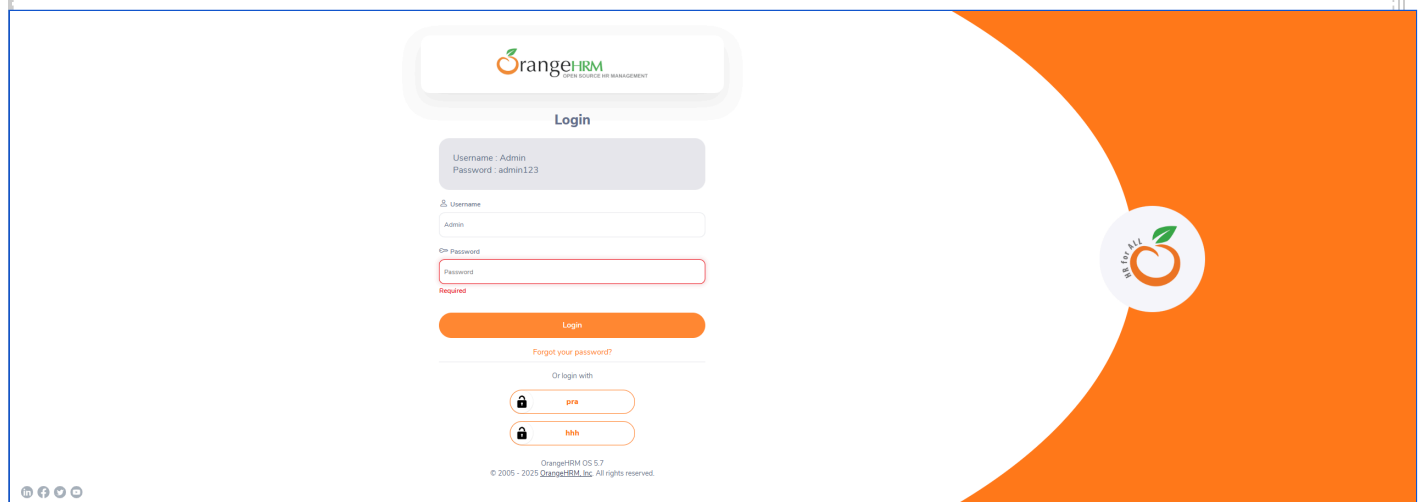 OrangeHRM
OPEN SOURCE HR MANAGEMENT
Login
Username : Admin
Password : admin123
Username
Admin
Password
Password
Required
Login
Forgot your password?
Or login with
pra
hhh
OrangeHRM OS 5.7
© 2005 - 2025 OrangeHRM, Inc. All rights reserved.
HR for ALL